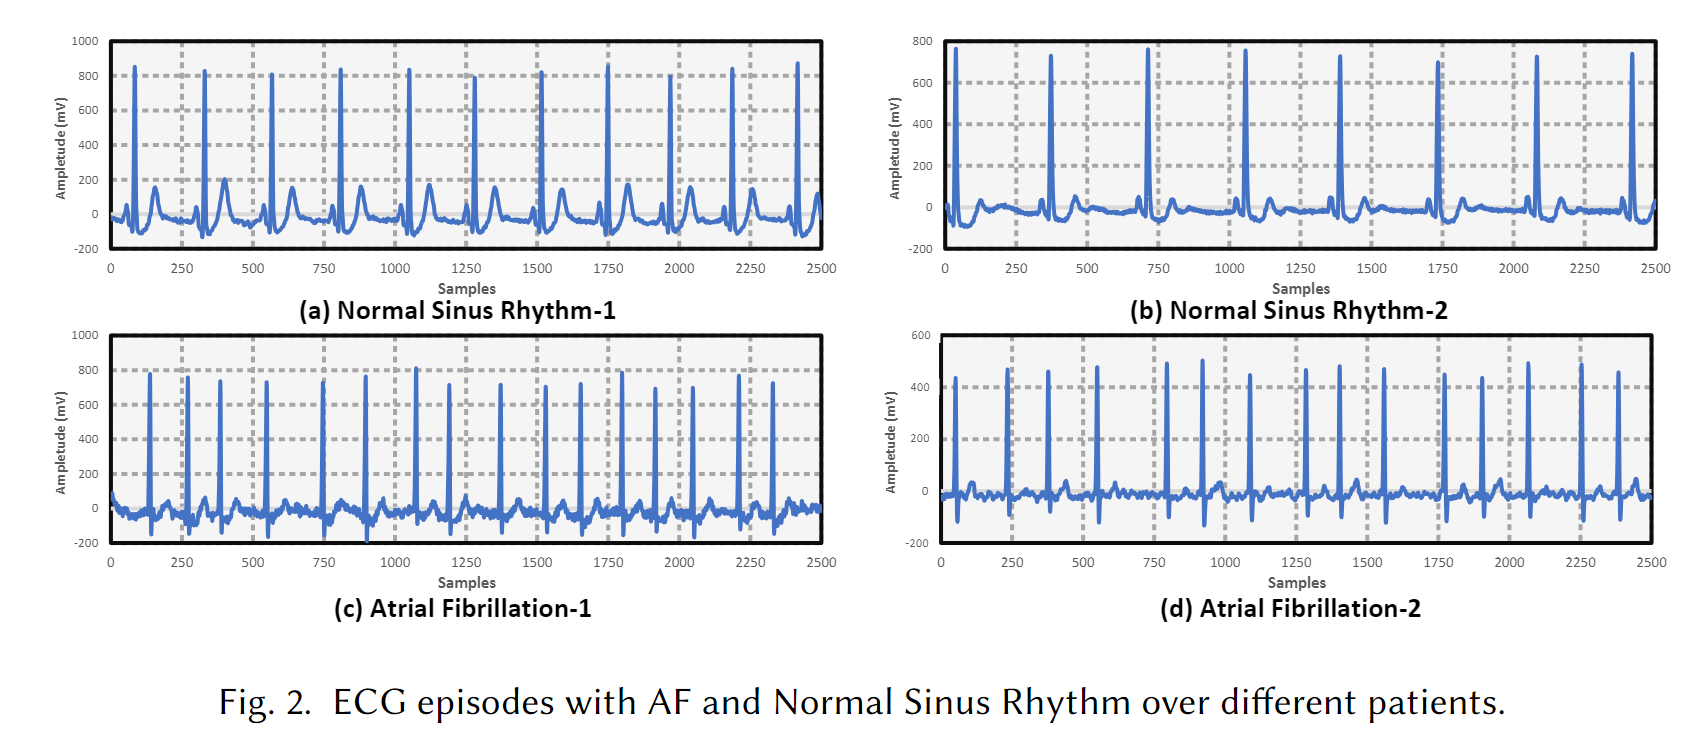 1000
800
600
400
200
0
-200
Ampletude (mV)
0 250 500 750 1000 1250 1500 1750 2000 2250 2500
Samples
(a) Normal Sinus Rhythm-1
800
600
400
200
0
-200
Ampletude (mV)
0 250 500 750 1000 1250 1500 1750 2000 2250 2500
Samples
(b) Normal Sinus Rhythm-2
1000
800
600
400
200
0
-200
Ampletude (mV)
0 250 500 750 1000 1250 1500 1750 2000 2250 2500
Samples
(c) Atrial Fibrillation-1
600
400
200
0
-200
Ampletude (mV)
0 250 500 750 1000 1250 1500 1750 2000 2250 2500
Samples
(d) Atrial Fibrillation-2
Fig. 2. ECG episodes with AF and Normal Sinus Rhythm over different patients.